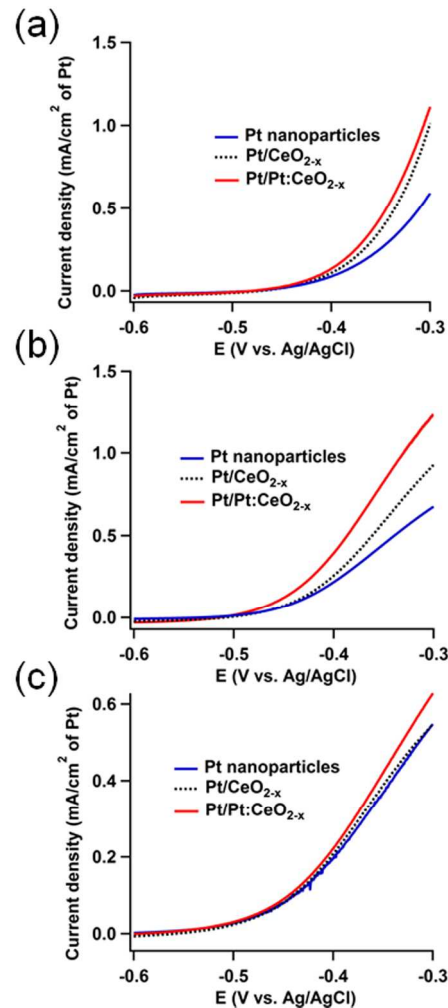 (a)
Current density (mA/cm² of Pt)
1.5
1.0
0.5
0.0
Pt nanoparticles
Pt/CeO₂₋ₓ
Pt/Pt:CeO₂₋ₓ
-0.6 -0.5 -0.4 -0.3
E (V vs. Ag/AgCl)
(b)
Current density (mA/cm² of Pt)
1.5
1.0
0.5
0.0
Pt nanoparticles
Pt/CeO₂₋ₓ
Pt/Pt:CeO₂₋ₓ
-0.6 -0.5 -0.4 -0.3
E (V vs. Ag/AgCl)
(c)
Current density (mA/cm² of Pt)
0.6
0.4
0.2
0.0
Pt nanoparticles
Pt/CeO₂₋ₓ
Pt/Pt:CeO₂₋ₓ
-0.6 -0.5 -0.4 -0.3
E (V vs. Ag/AgCl)